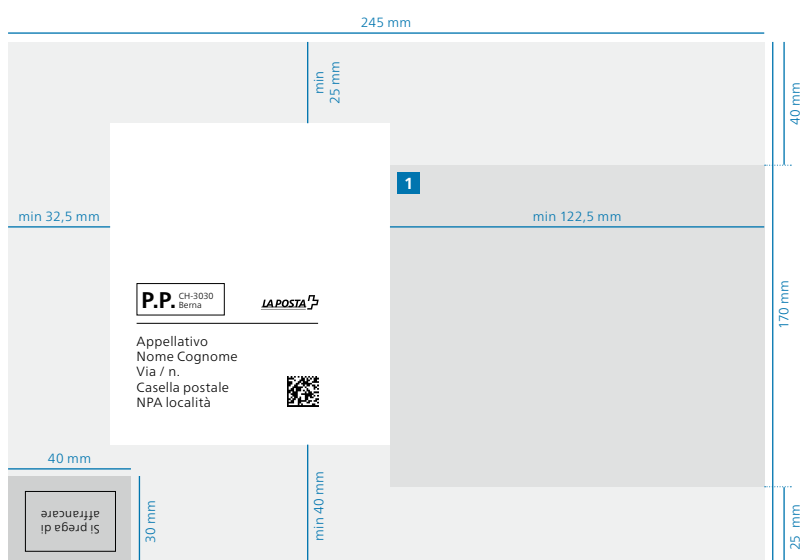 245 mm
min
25 mm
40 mm
1
min 32,5 mm
min 122,5 mm
170 mm
P.P. CH-3030
Berna
LA POSTA
Appellativo
Nome Cognome
Via / n.
Casella postale
NPA località
40 mm
30 mm
min 40 mm
25 mm
Si prega di
affrancare